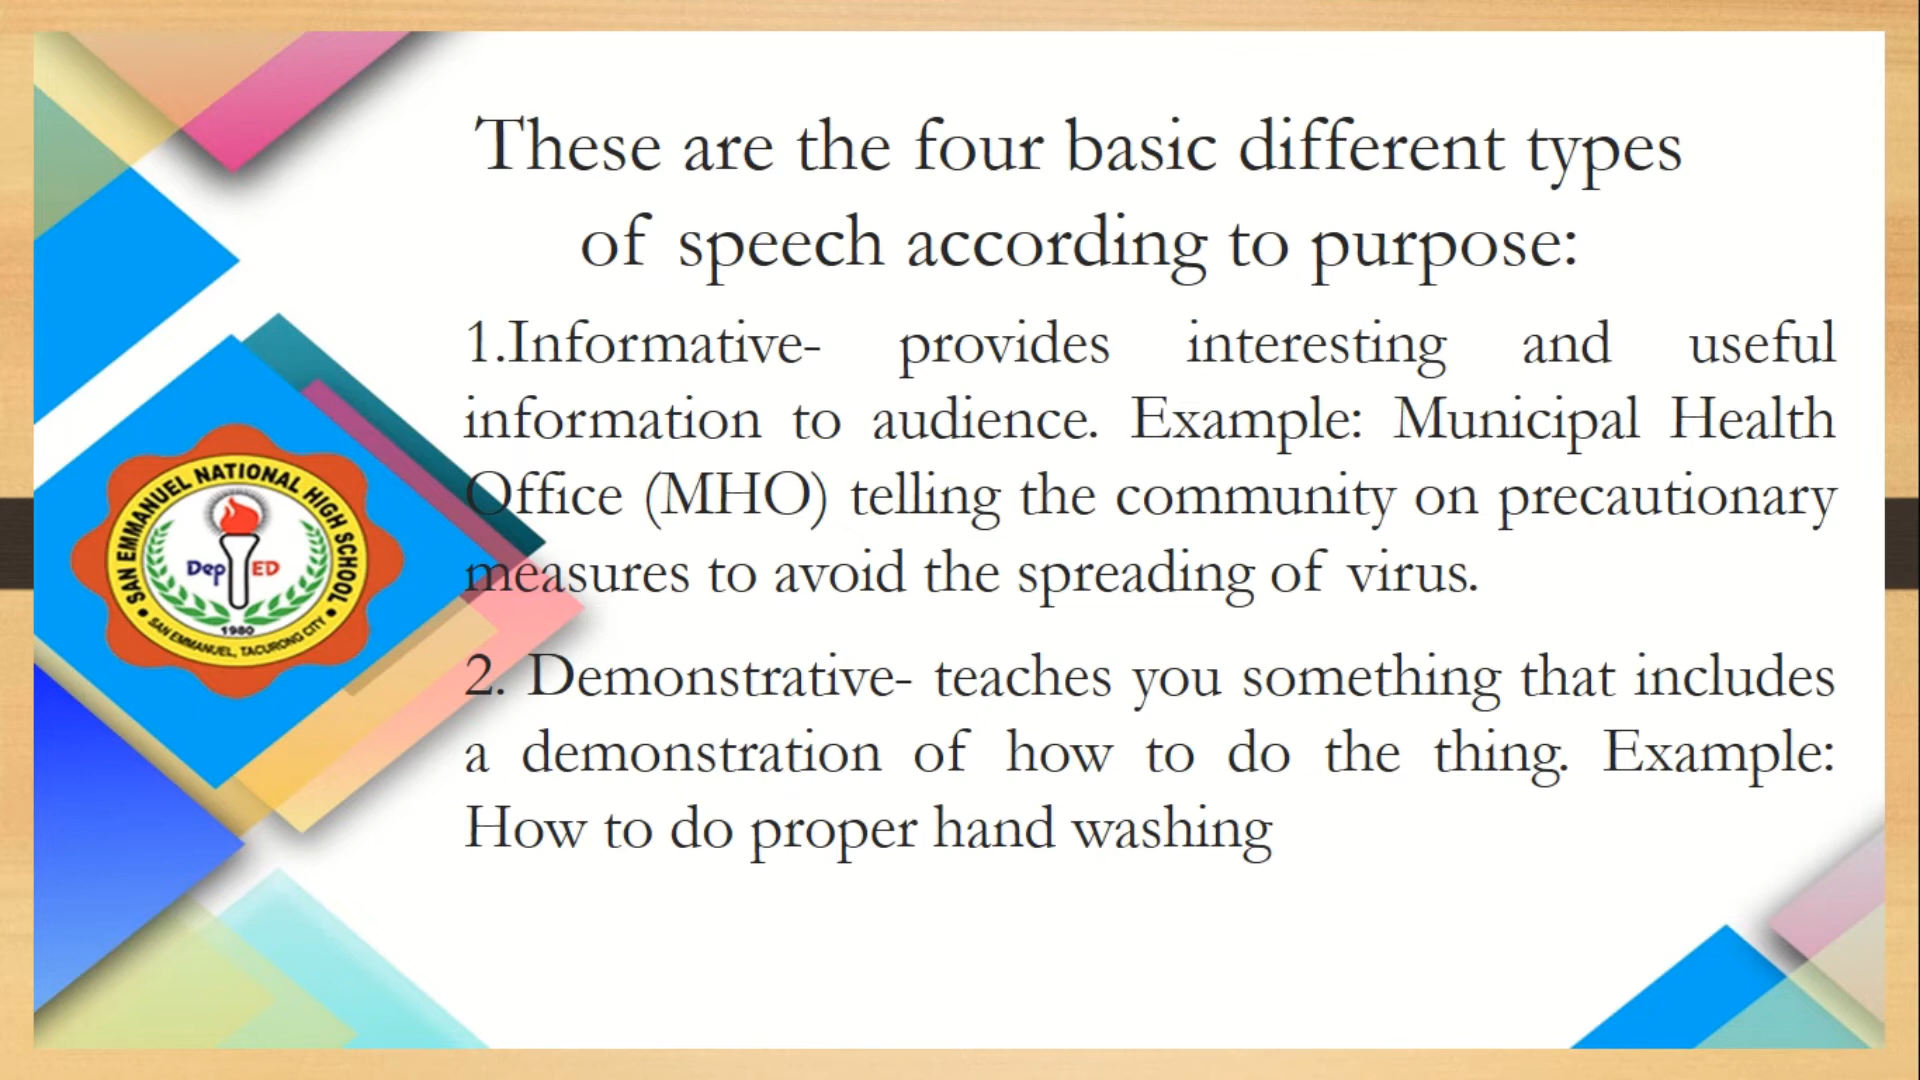 These are the four basic different types
of speech according to purpose:
1.Informative- provides interesting and useful
information to audience. Example: Municipal Health
Office (MHO) telling the community on precautionary
measures to avoid the spreading of virus.
2. Demonstrative- teaches you something that includes
a demonstration of how to do the thing. Example:
How to do proper hand washing
SAN EMMANUEL NATIONAL HIGH SCHOOL
DepED
1980
SAN EMMANUEL, TACURONG CITY